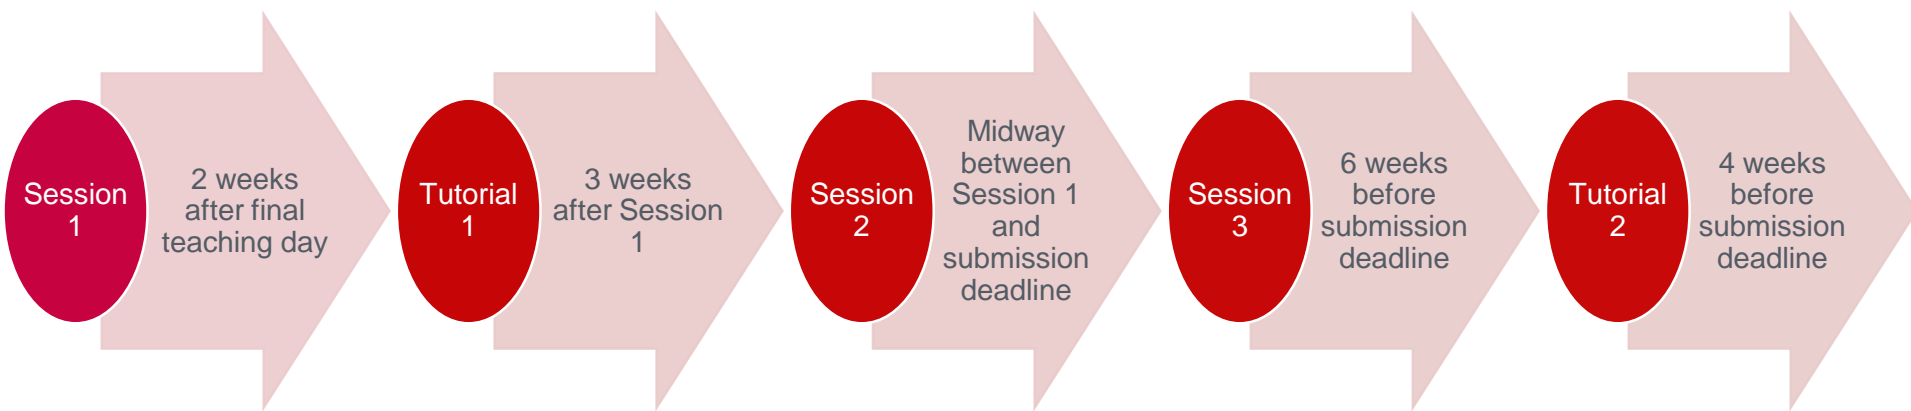 Session
1
2 weeks
after final
teaching day
Tutorial
1
3 weeks
after Session
1
Session
2
Midway
between
Session 1
and
submission
deadline
Session
3
6 weeks
before
submission
deadline
Tutorial
2
4 weeks
before
submission
deadline